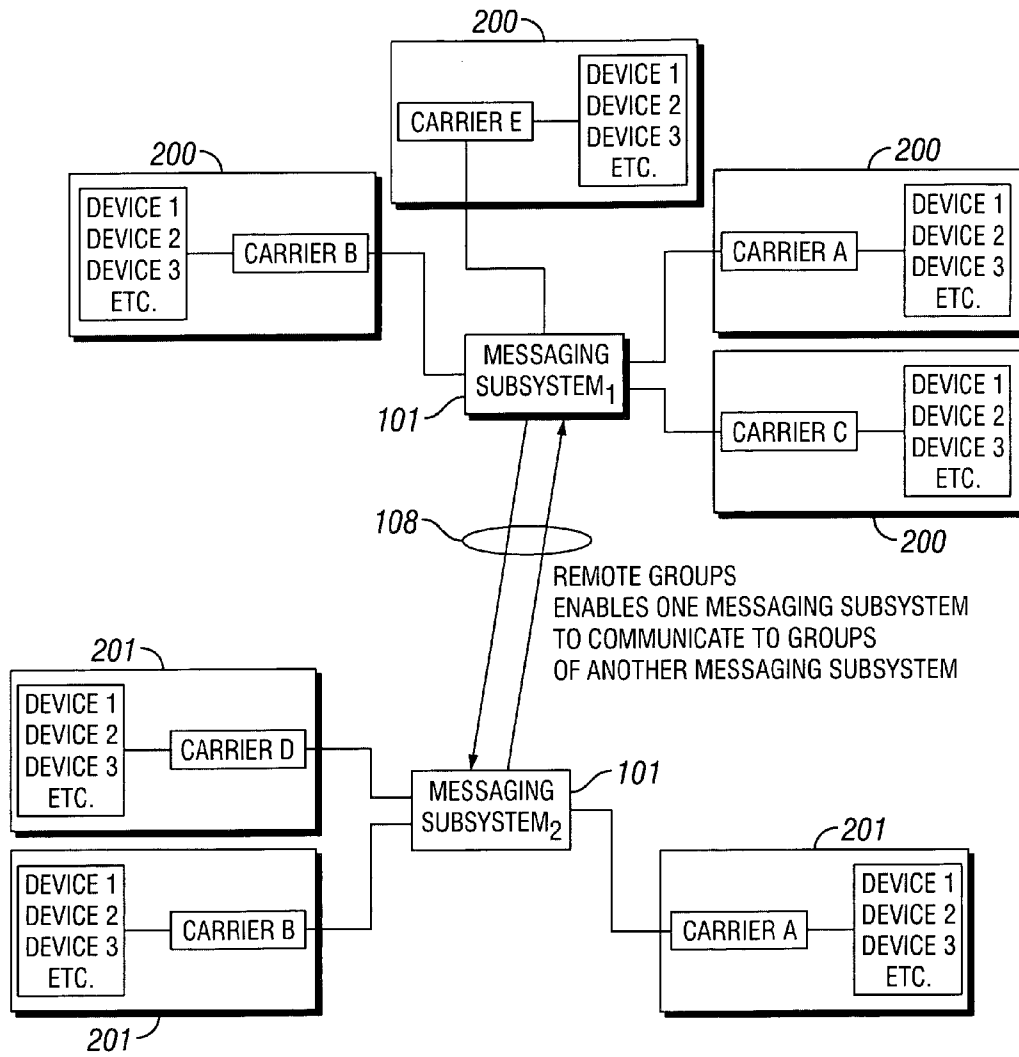 200
DEVICE 1
DEVICE 2
DEVICE 3
ETC.
CARRIER E
200
DEVICE 1
DEVICE 2
DEVICE 3
ETC.
CARRIER B
200
CARRIER A
DEVICE 1
DEVICE 2
DEVICE 3
ETC.
MESSAGING
SUBSYSTEM1
101
CARRIER C
DEVICE 1
DEVICE 2
DEVICE 3
ETC.
200
108
REMOTE GROUPS
ENABLES ONE MESSAGING SUBSYSTEM
TO COMMUNICATE TO GROUPS
OF ANOTHER MESSAGING SUBSYSTEM
201
DEVICE 1
DEVICE 2
DEVICE 3
ETC.
CARRIER D
MESSAGING
SUBSYSTEM2
101
DEVICE 1
DEVICE 2
DEVICE 3
ETC.
CARRIER B
201
201
CARRIER A
DEVICE 1
DEVICE 2
DEVICE 3
ETC.